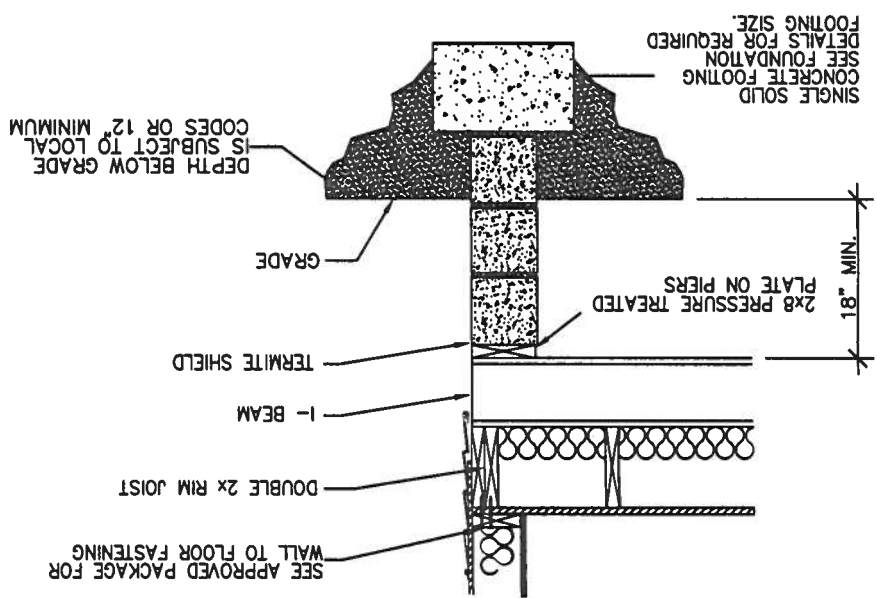 SEE APPROVED PACKAGE FOR
WALL TO FLOOR FASTENING
DOUBLE 2x RIM JOIST
I- BEAM
TERMITE SHIELD
2x8 PRESSURE TREATED
PLATE ON PIERS
18" MIN.
GRADE
DEPTH BELOW GRADE
IS SUBJECT TO LOCAL
CODES OR 12" MINIMUM
SINGLE SOLID
CONCRETE FOOTING
SEE FOUNDATION
DETAILS FOR REQUIRED
FOOTING SIZE.